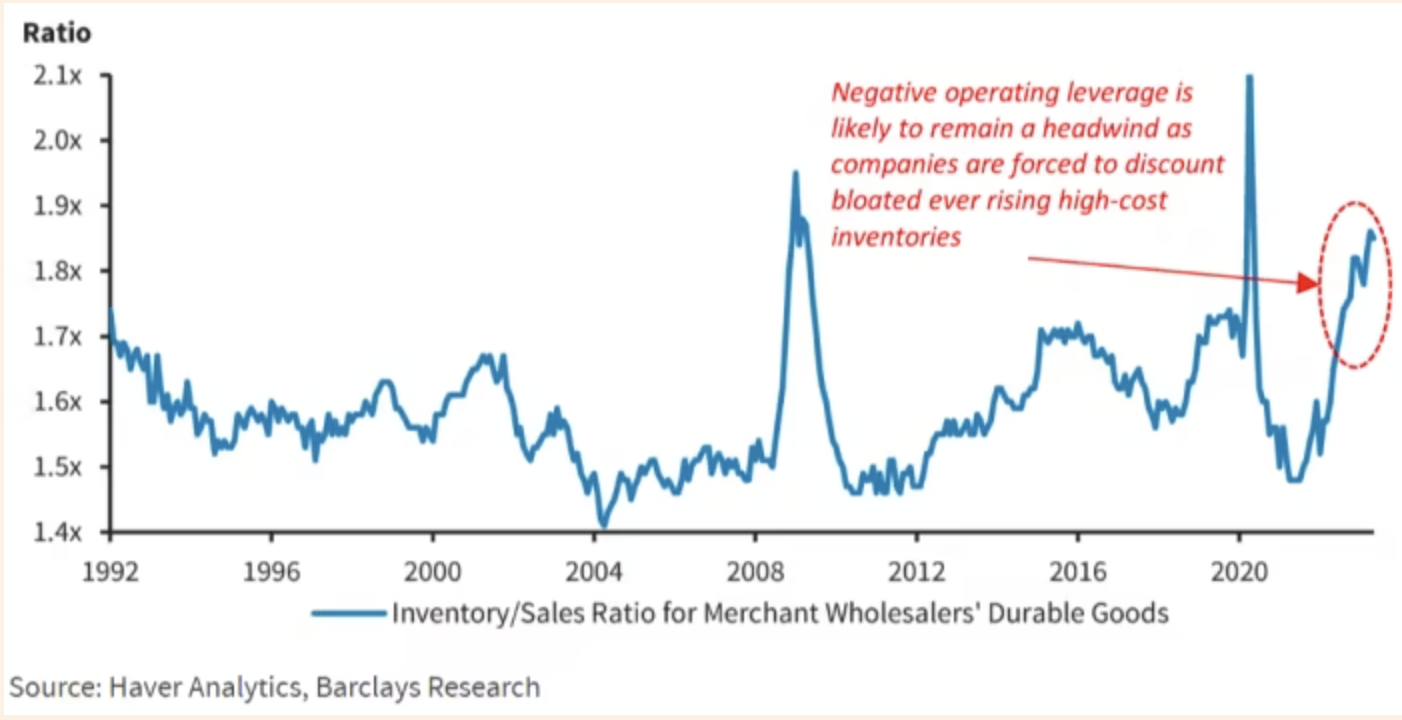 Ratio
2.1x
2.0x
1.9x
1.8x
1.7x
1.6x
1.5x
1.4x
Negative operating leverage is
likely to remain a headwind as
companies are forced to discount
bloated ever rising high-cost
inventories
1992 1996 2000 2004 2008 2012 2016 2020
Inventory/Sales Ratio for Merchant Wholesalers' Durable Goods
Source: Haver Analytics, Barclays Research